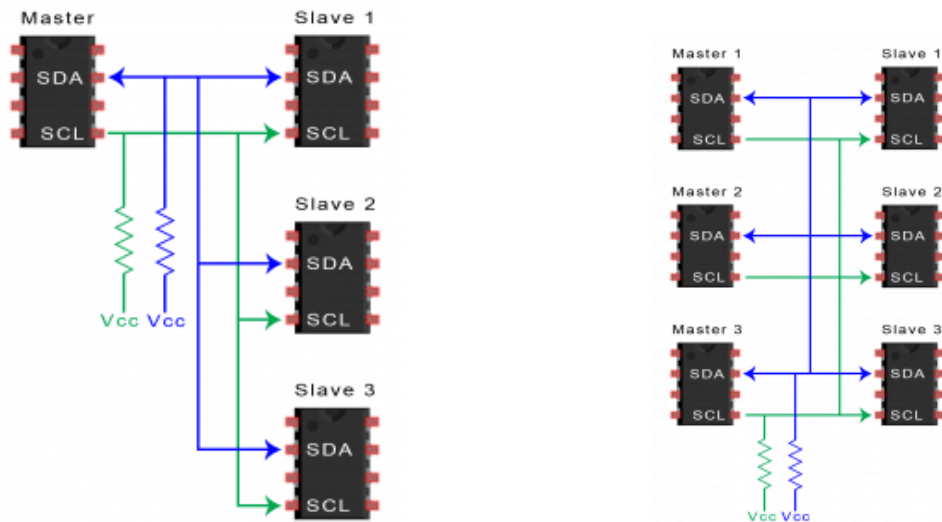 Master
SDA
SCL
Slave 1
SDA
SCL
Slave 2
SDA
SCL
Slave 3
SDA
SCL
Vcc Vcc
Master 1
SDA
SCL
Slave 1
SDA
SCL
Master 2
SDA
SCL
Slave 2
SDA
SCL
Master 3
SDA
SCL
Slave 3
SDA
SCL
Vcc Vcc